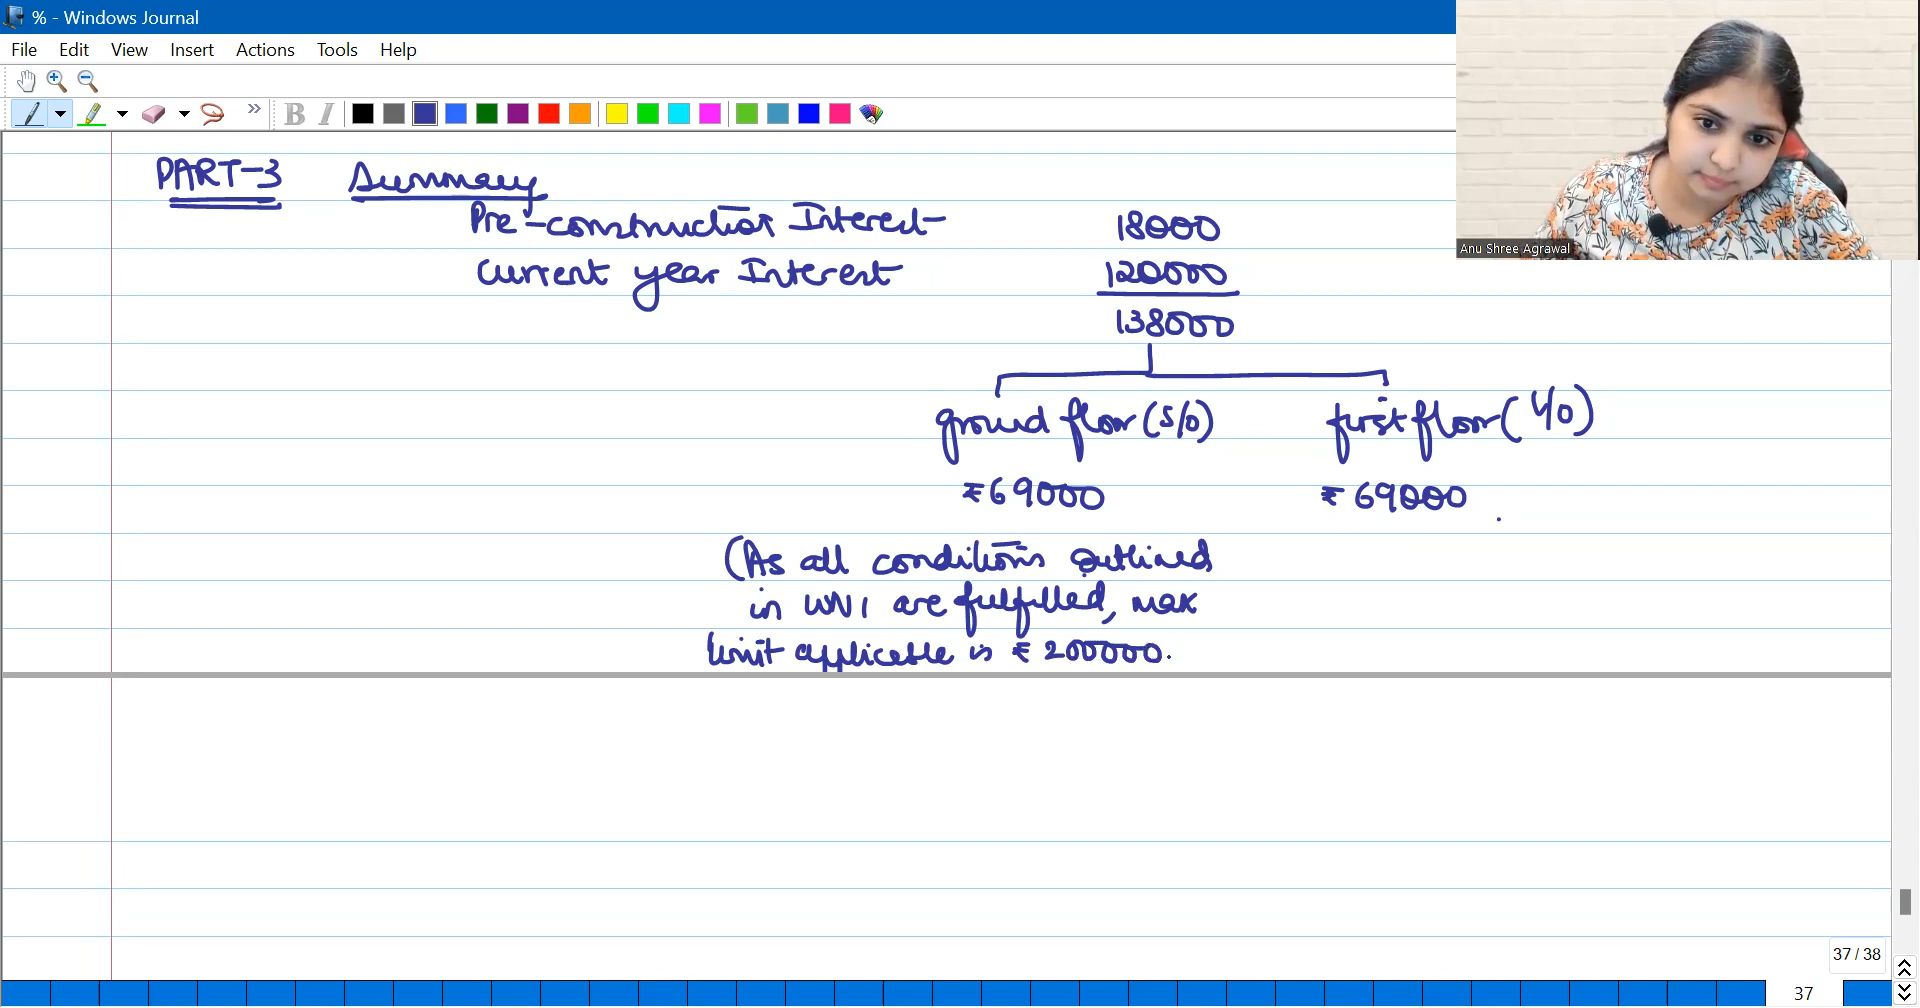 % - Windows Journal
File Edit View Insert Actions Tools Help
B I
PART-3 Summary
Pre-construction Interest 18000
Current year Interest 120000
138000
ground floor (S/O) first floor ( L/O)
₹69000 ₹ 69000
(As all conditions outlined
in WN1 are fulfilled, max
limit applicable is ₹ 200000.
Anu Shree Agrawal
37 / 38
37